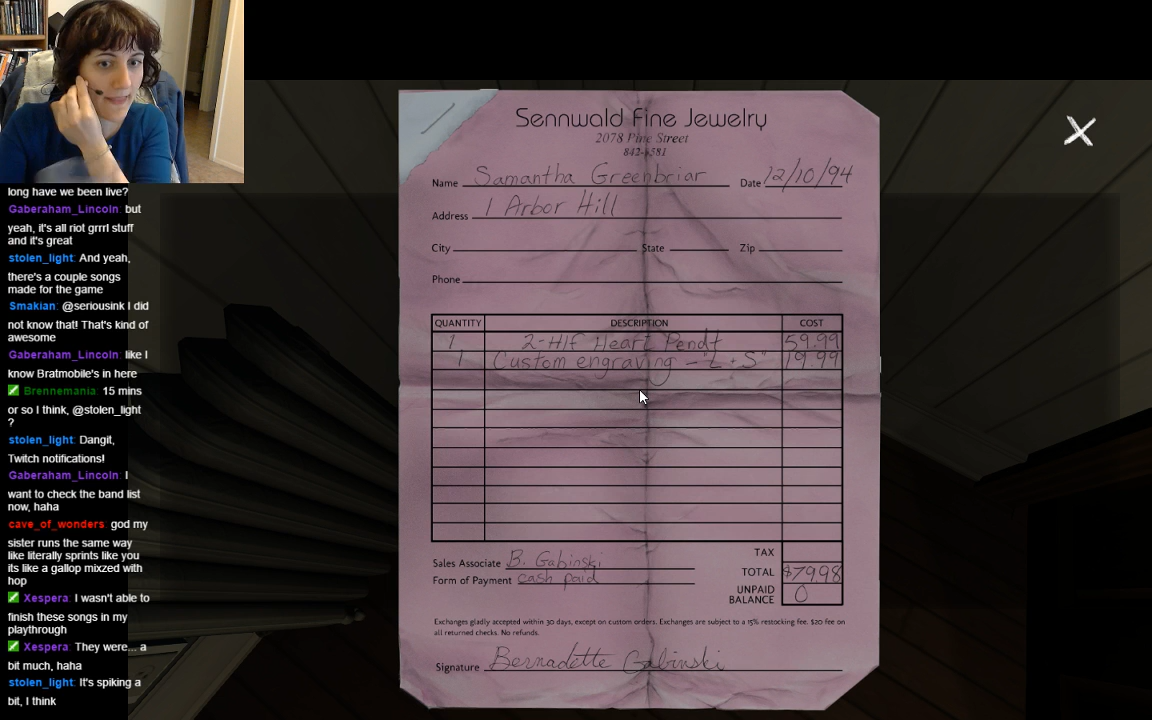 long have we been live?
Gaberaham_Lincoln: but
yeah, it's all riot grrrl stuff
and it's great
stolen_light: And yeah,
there's a couple songs
made for the game
Smakian: @seriousink I did
not know that! That's kind of
awesome
Gaberaham_Lincoln: like I
know Bratmobile's in here
Brennemania: 15 mins
or so I think, @stolen_light
?
stolen_light: Dangit,
Twitch notifications!
Gaberaham_Lincoln: I
want to check the band list
now, haha
cave_of_wonders: god my
sister runs the same way
like literally sprints like you
its like a gallop mixzed with
hop
Xespera: I wasn't able to
finish these songs in my
playthrough
Xespera: They were... a
bit much, haha
stolen_light: It's spiking a
bit, I think
Sennwald Fine Jewelry
2078 Pine Street
842-6581
Name Samantha Greenbriar Date 12/10/94
Address 1 Arbor Hill
City State Zip
Phone
QUANTITY DESCRIPTION COST
1 2-Hlf Heart Pendt 59.99
1 Custom engraving - "L + S" 19.99
TAX
Sales Associate B. Gabinski
TOTAL $79.98
Form of Payment cash paid
UNPAID BALANCE 0
Exchanges gladly accepted within 30 days, except on custom orders. Exchanges are subject to a 15% restocking fee. $20 fee on
all returned checks. No refunds.
Signature Bernadette Gabinski